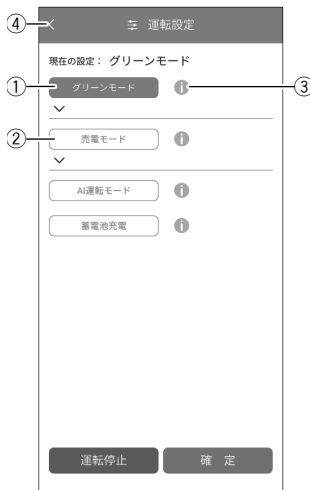 ④
運転設定
現在の設定： グリーンモード
① グリーンモード ③
② 売電モード
AI運転モード
蓄電池充電
運転停止 確 定